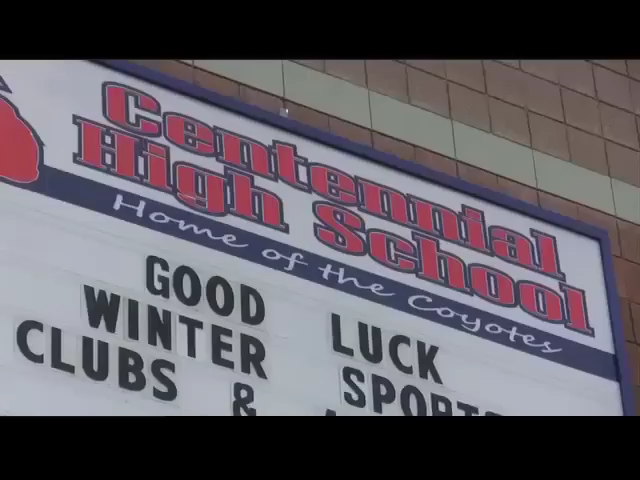 Centennial
High School
Home of the Coyotes
GOOD LUCK
WINTER SPORTS
CLUBS &